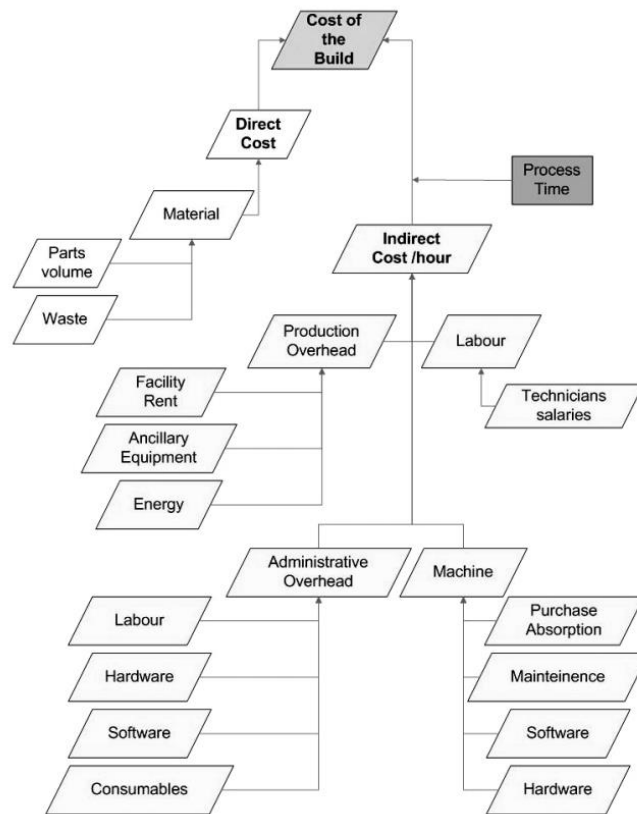 Cost of
the
Build
Direct
Cost
Process
Time
Material
Parts
volume
Indirect
Cost /hour
Waste
Production
Overhead
Labour
Facility
Rent
Technicians
salaries
Ancillary
Equipment
Energy
Administrative
Overhead
Machine
Labour
Purchase
Absorption
Hardware
Mainteinence
Software
Software
Consumables
Hardware